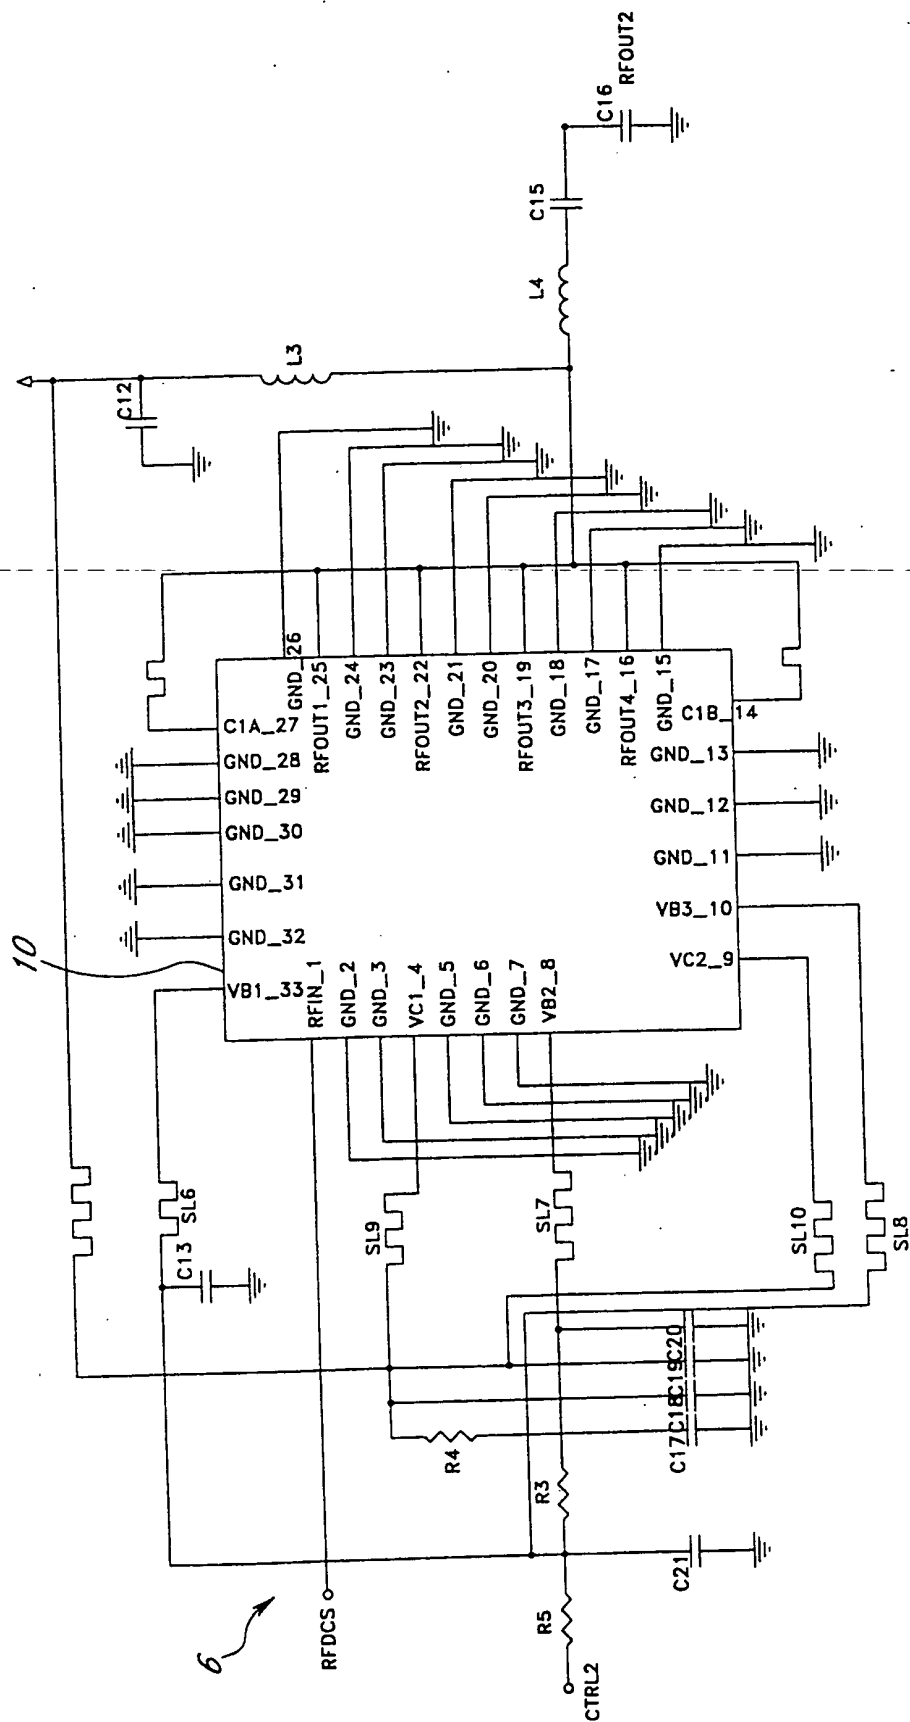 RFOUT2
C16
C15
L4
L3
C12
GND_26
RFOUT1_25
GND_24
GND_23
RFOUT2_22
GND_21
GND_20
RFOUT3_19
GND_18
GND_17
RFOUT4_16
GND_15
C1A_27
GND_28
GND_29
GND_30
GND_31
GND_32
VB1_33
C1B_14
GND_13
GND_12
GND_11
VB3_10
VC2_9
RFIN_1
GND_2
GND_3
VC1_4
GND_5
GND_6
GND_7
VB2_8
10
SL6
C13
SL9
SL7
SL10
SL8
C17
C18
C19
C20
R4
R3
C21
R5
RFDCS
CTRL2
6